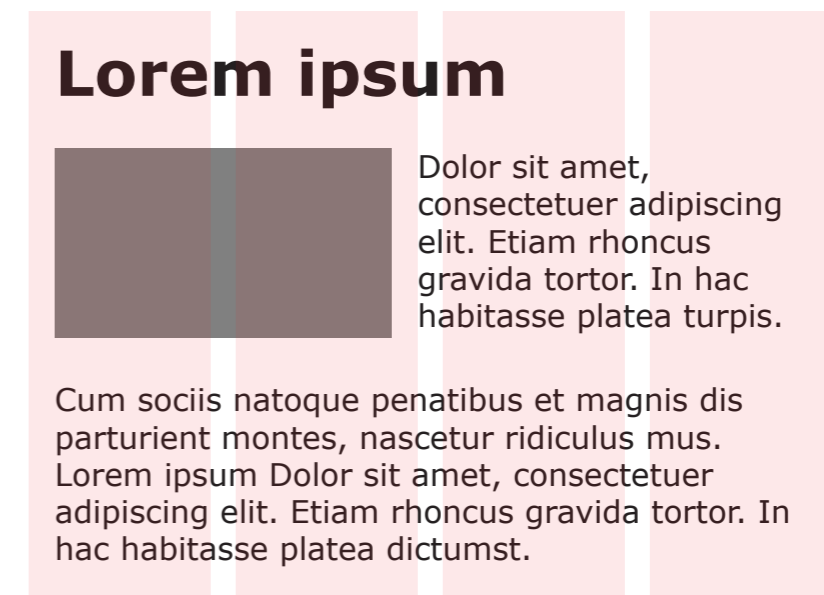 Lorem ipsum
Dolor sit amet,
consectetuer adipiscing
elit. Etiam rhoncus
gravida tortor. In hac
habitasse platea turpis.
Cum sociis natoque penatibus et magnis dis
parturient montes, nascetur ridiculus mus.
Lorem ipsum Dolor sit amet, consectetuer
adipiscing elit. Etiam rhoncus gravida tortor. In
hac habitasse platea dictumst.